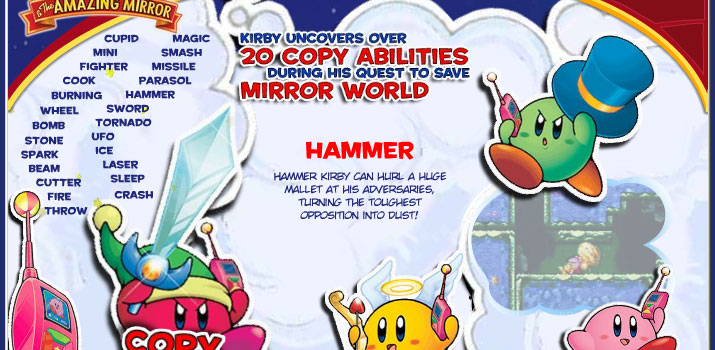 & THE AMAZING MIRROR
CUPID
MINI
FIGHTER
COOK
BURNING
WHEEL
BOMB
STONE
SPARK
BEAM
CUTTER
FIRE
THROW
MAGIC
SMASH
MISSILE
PARASOL
HAMMER
SWORD
TORNADO
UFO
ICE
LASER
SLEEP
CRASH
KIRBY UNCOVERS OVER
20 COPY ABILITIES
DURING HIS QUEST TO SAVE
MIRROR WORLD
HAMMER
HAMMER KIRBY CAN HURL A HUGE
MALLET AT HIS ADVERSARIES,
TURNING THE TOUGHEST
OPPOSITION INTO DUST!
COPY